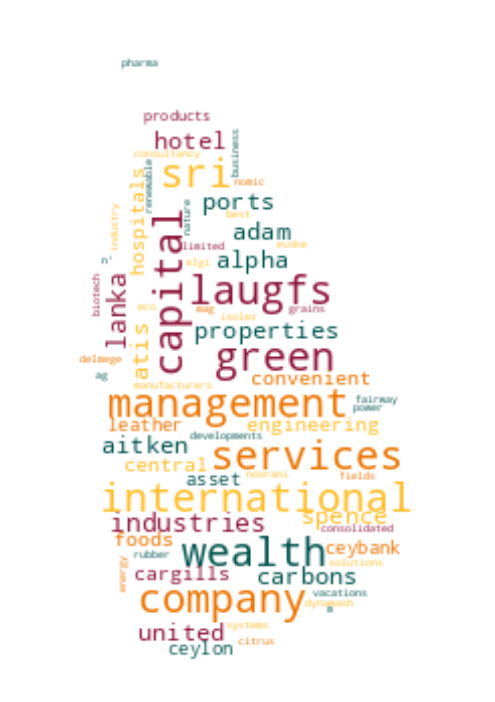 pharma
products
hotel
business
consultancy
sri
renewable
hospitals
nomic
ports
nature
best
industry
adam
limited
evoke
capital
alpha
n'
elgi
lanka
biotech
laugfs
eco
mag
grains
isolez
atis
properties
green
delmege
ag
convenient
manufacturers
management
fairway
power
leather
engineering
aitken
developments
central
services
asset
noorani
fields
international
industries
spence
consolidated
foods
wealth
ceybank
rubber
solutions
energy
cargills
carbons
company
vacations
dynawash
m
united
systems
ceylon
citrus